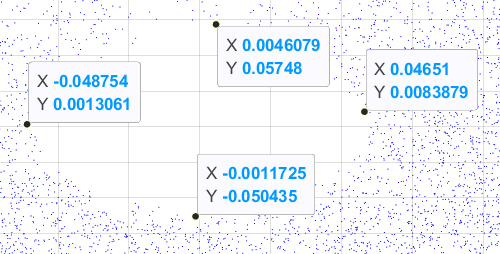 X 0.0046079
Y 0.05748
X -0.048754
Y 0.0013061
X 0.04651
Y 0.0083879
X -0.0011725
Y -0.050435